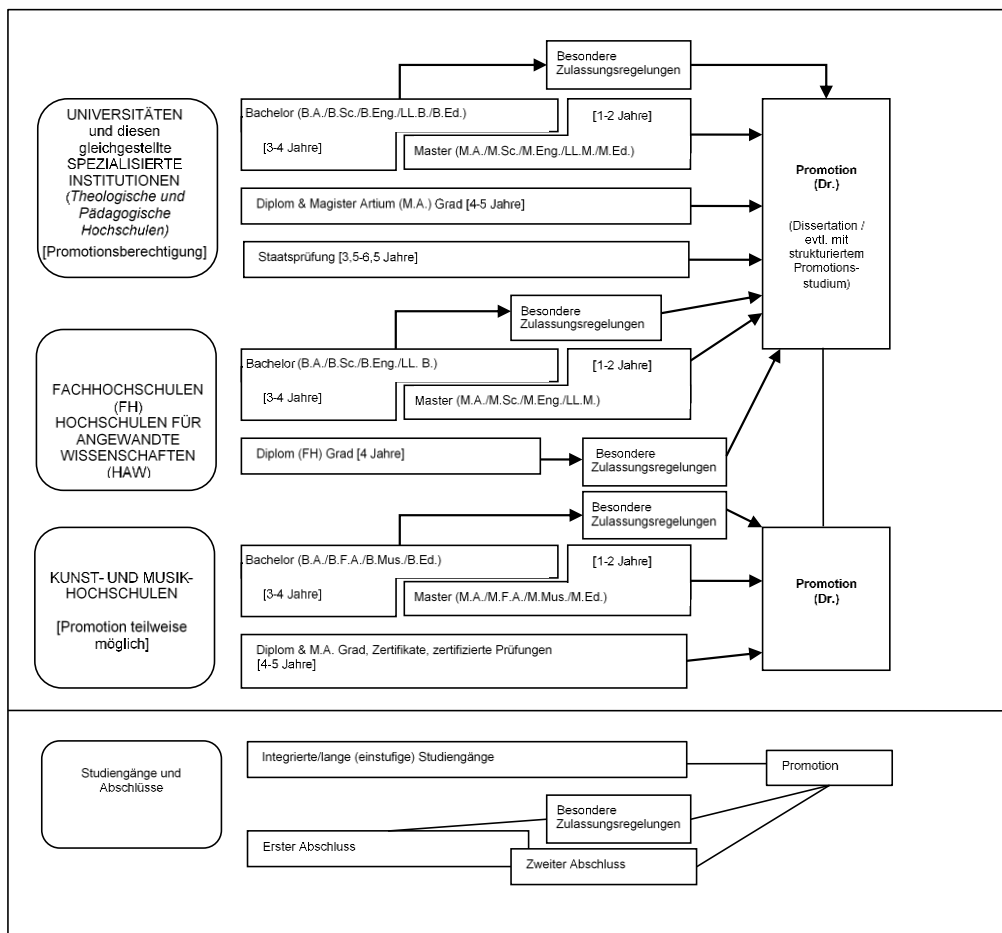 Besondere
Zulassungsregelungen
UNIVERSITÄTEN
und diesen
gleichgestellte
SPEZIALISIERTE
INSTITUTIONEN
(Theologische und
Pädagogische
Hochschulen)
[Promotionsberechtigung]
Bachelor (B.A./B.Sc./B.Eng./LL.B./B.Ed.)
[3-4 Jahre]
[1-2 Jahre]
Master (M.A./M.Sc./M.Eng./LL.M./M.Ed.)
Diplom & Magister Artium (M.A.) Grad [4-5 Jahre]
Staatsprüfung [3,5-6,5 Jahre]
Promotion
(Dr.)
(Dissertation /
evtl. mit
strukturiertem
Promotions-
studium)
Besondere
Zulassungsregelungen
FACHHOCHSCHULEN
(FH)
HOCHSCHULEN FÜR
ANGEWANDTE
WISSENSCHAFTEN
(HAW)
Bachelor (B.A./B.Sc./B.Eng./LL. B.)
[3-4 Jahre]
[1-2 Jahre]
Master (M.A./M.Sc./M.Eng./LL.M.)
Diplom (FH) Grad [4 Jahre]
Besondere
Zulassungsregelungen
Besondere
Zulassungsregelungen
KUNST- UND MUSIK-
HOCHSCHULEN
[Promotion teilweise
möglich]
Bachelor (B.A./B.F.A./B.Mus./B.Ed.)
[3-4 Jahre]
[1-2 Jahre]
Master (M.A./M.F.A./M.Mus./M.Ed.)
Diplom & M.A. Grad, Zertifikate, zertifizierte Prüfungen
[4-5 Jahre]
Promotion
(Dr.)
Studiengänge und
Abschlüsse
Integrierte/lange (einstufige) Studiengänge
Promotion
Besondere
Zulassungsregelungen
Erster Abschluss
Zweiter Abschluss